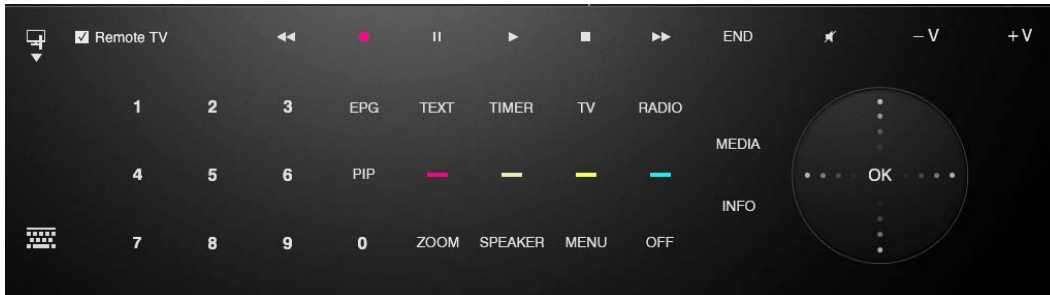 Remote TV END − V + V
1 2 3 EPG TEXT TIMER TV RADIO
MEDIA
4 5 6 PIP OK
INFO
7 8 9 0 ZOOM SPEAKER MENU OFF